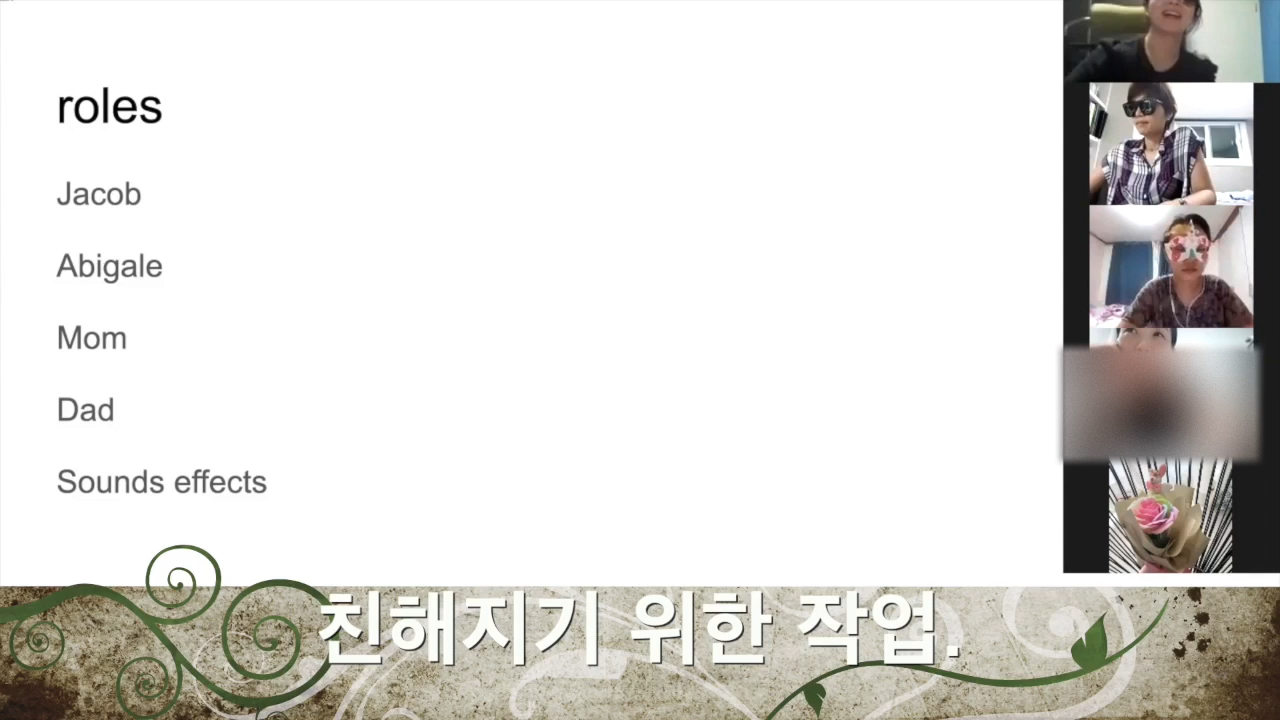 roles
Jacob
Abigale
Mom
Dad
Sounds effects
친해지기 위한 작업.